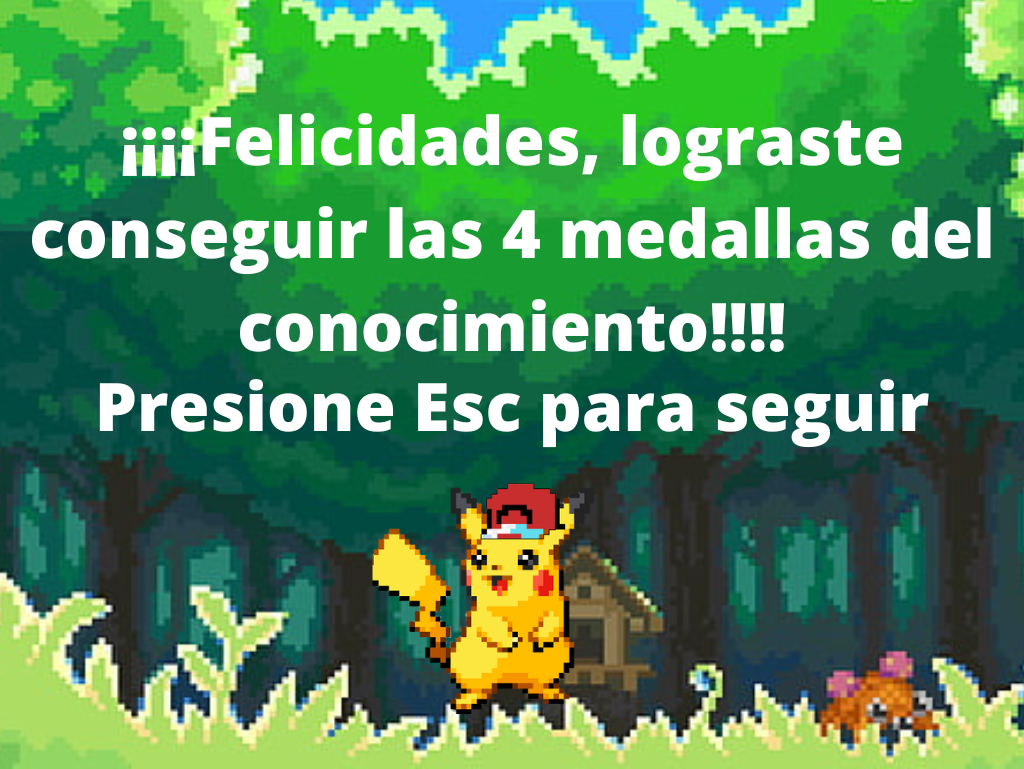 ¡¡¡¡Felicidades, lograste
conseguir las 4 medallas del
conocimiento!!!!
Presione Esc para seguir